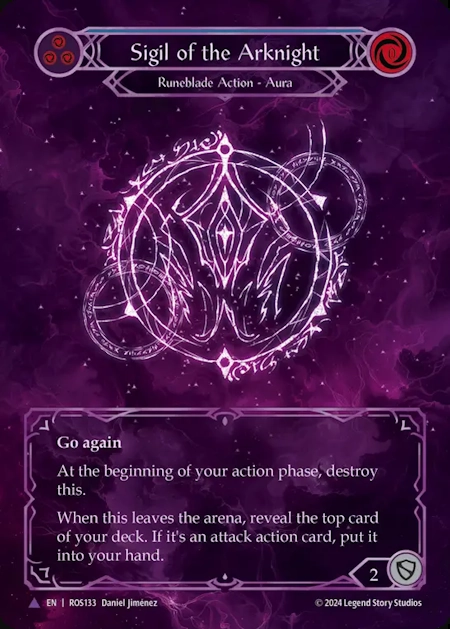 Sigil of the Arknight
Runeblade Action - Aura
Go again
At the beginning of your action phase, destroy
this.
When this leaves the arena, reveal the top card
of your deck. If it's an attack action card, put it
into your hand.
2
EN | ROS133 Daniel Jiménez
© 2024 Legend Story Studios